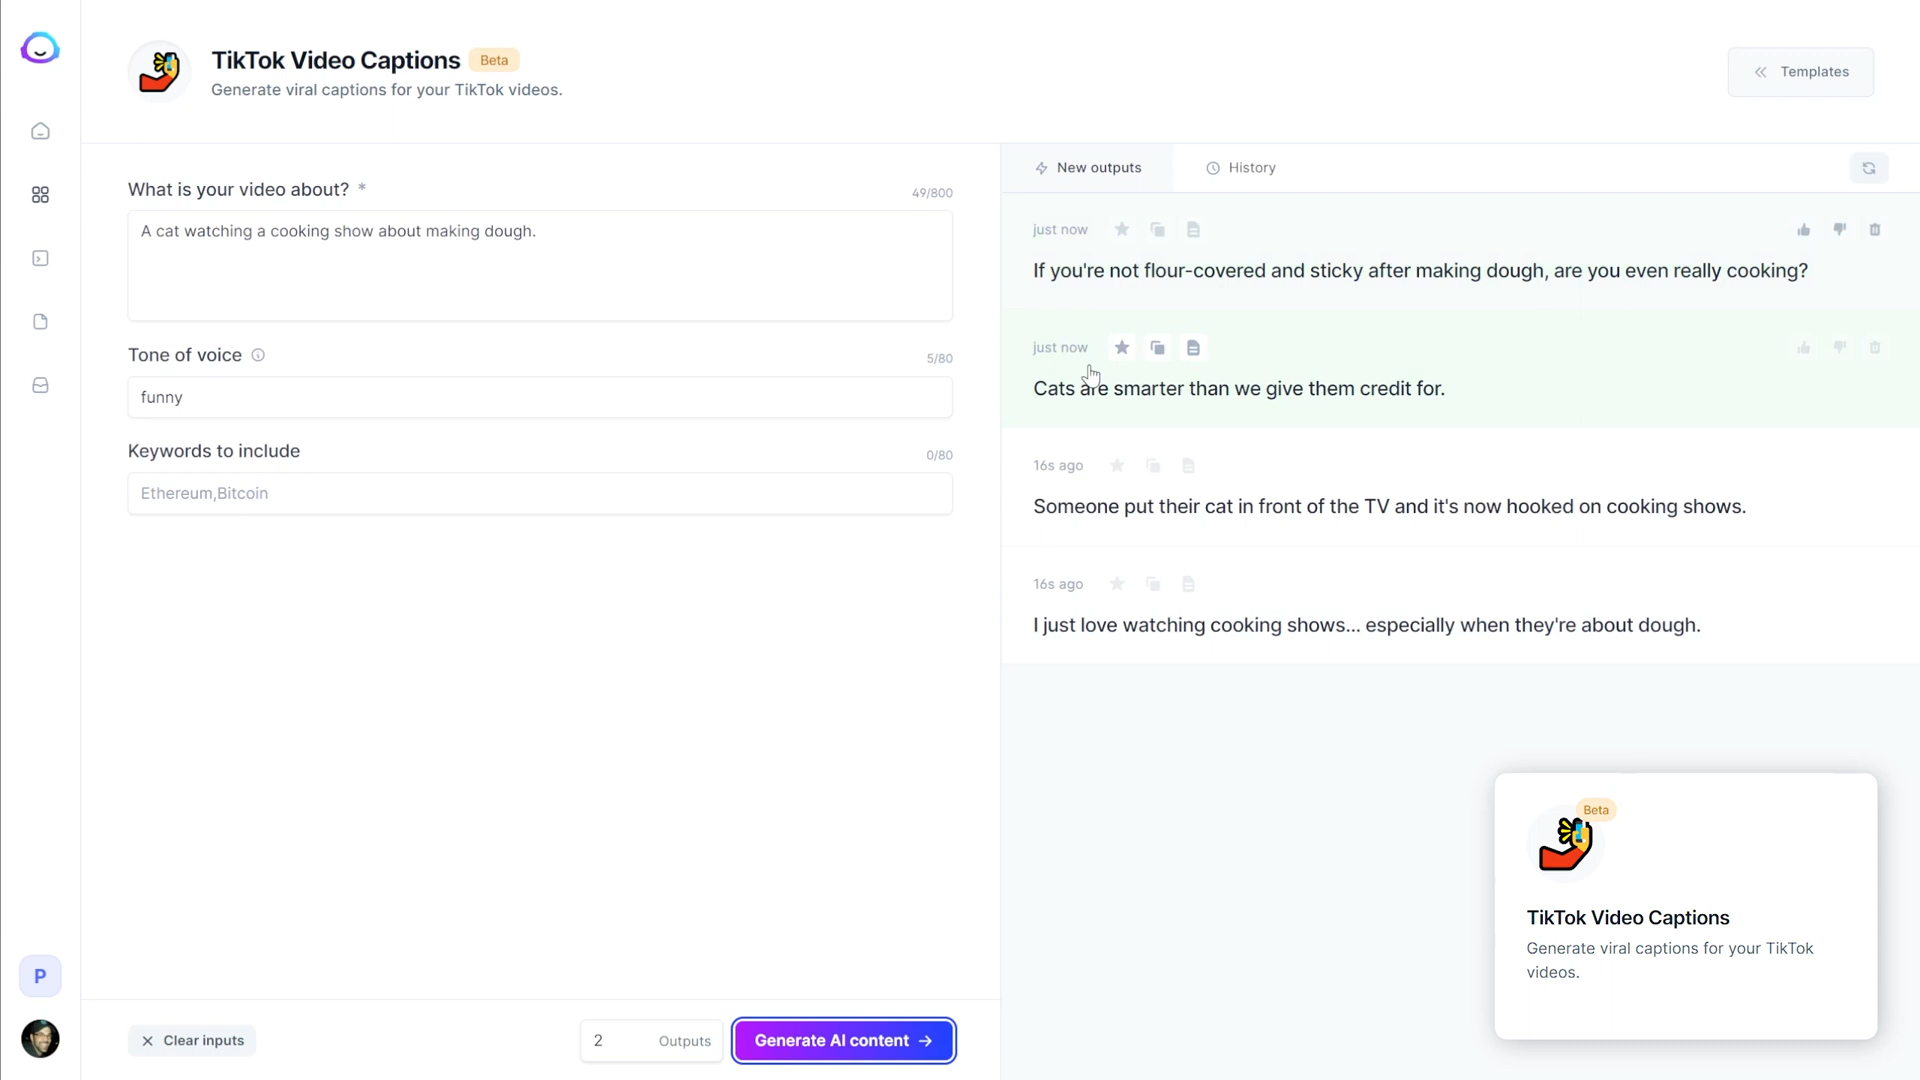 TikTok Video Captions Beta
Generate viral captions for your TikTok videos.
Templates
What is your video about? *
49/800
A cat watching a cooking show about making dough.
Tone of voice
5/80
funny
Keywords to include
0/80
Ethereum,Bitcoin
Clear inputs
2 Outputs
Generate AI content
New outputs
History
just now
If you're not flour-covered and sticky after making dough, are you even really cooking?
just now
Cats are smarter than we give them credit for.
16s ago
Someone put their cat in front of the TV and it's now hooked on cooking shows.
16s ago
I just love watching cooking shows... especially when they're about dough.
Beta
TikTok Video Captions
Generate viral captions for your TikTok
videos.
P